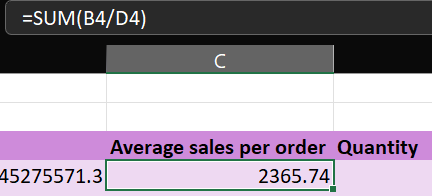 =SUM(B4/D4)
C
Average sales per order Quantity
45275571.3 2365.74